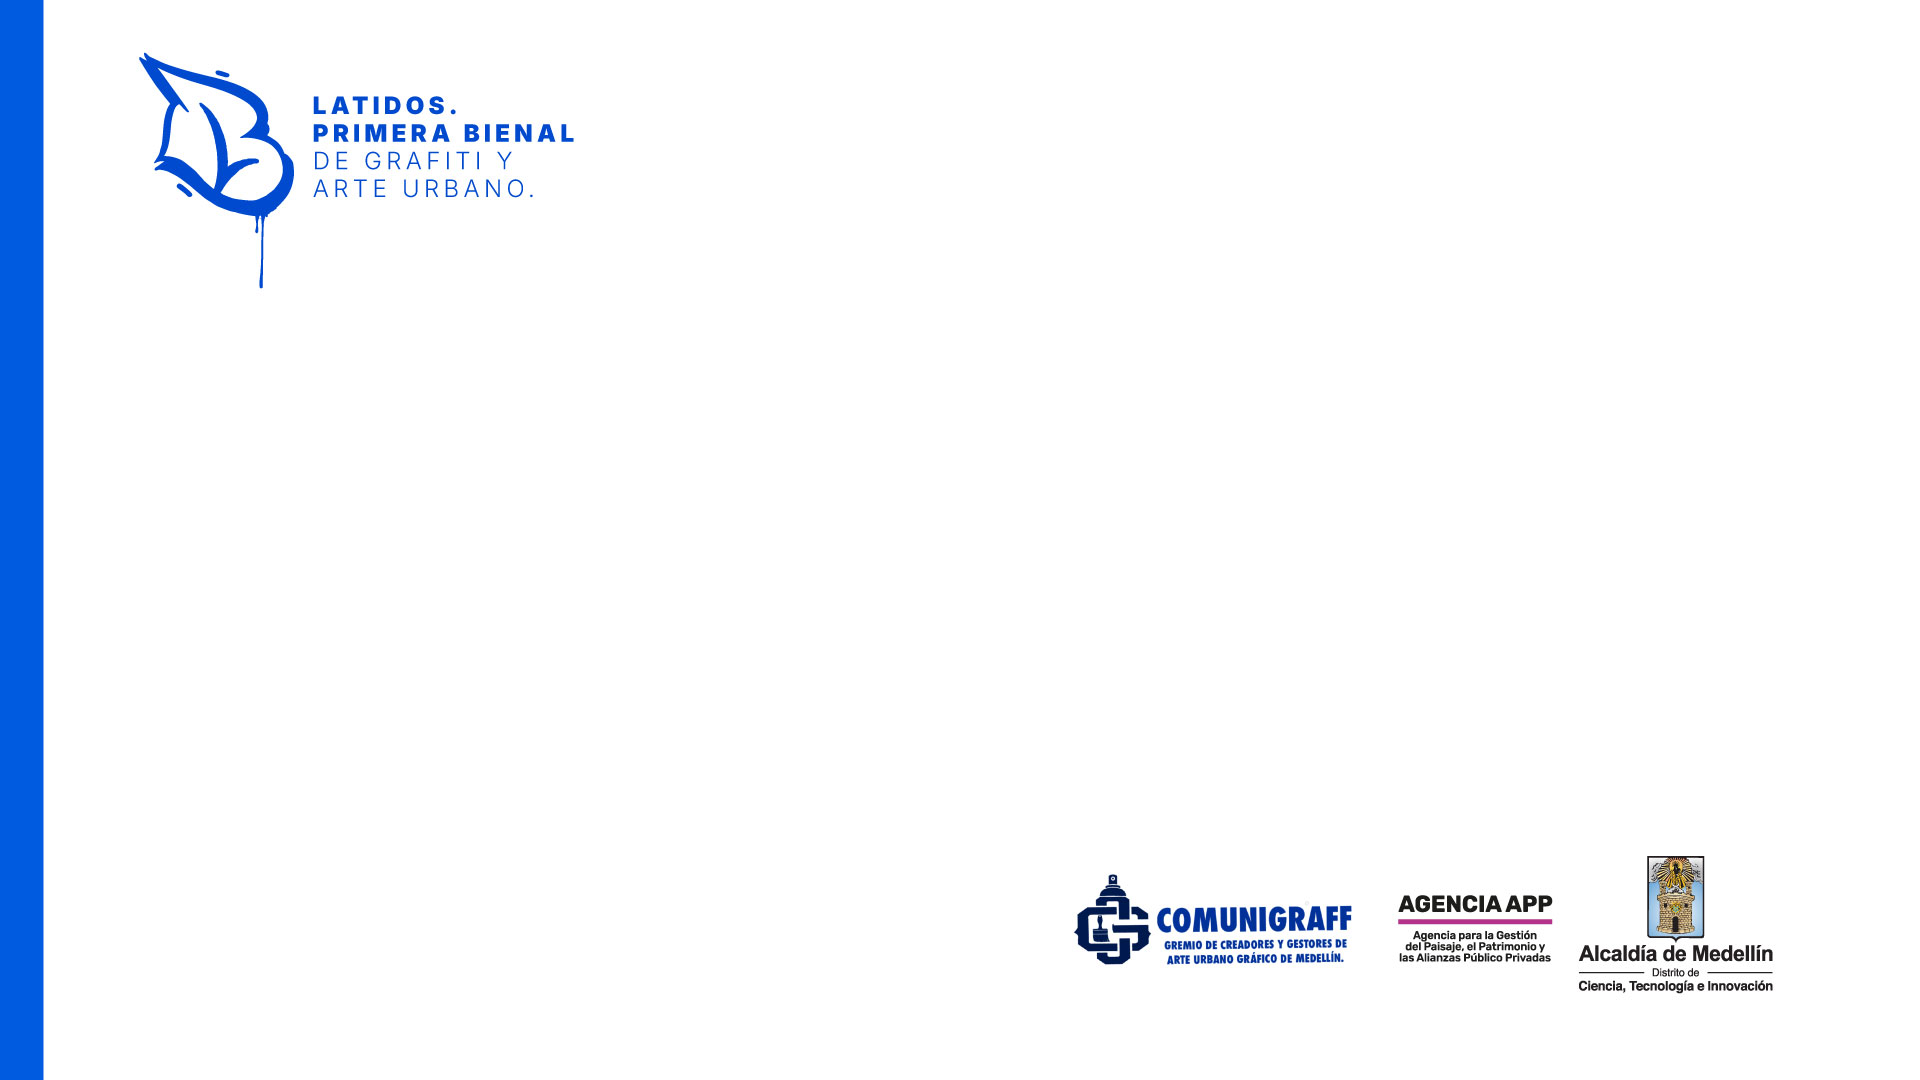 LATIDOS.
PRIMERA BIENAL
DE GRAFITI Y
ARTE URBANO.
COMUNIGRAFF
GREMIO DE CREADORES Y GESTORES DE
ARTE URBANO GRÁFICO DE MEDELLÍN.
AGENCIA APP
Agencia para la Gestión
del Paisaje, el Patrimonio y
las Alianzas Público Privadas
Alcaldía de Medellín
Distrito de
Ciencia, Tecnología e Innovación